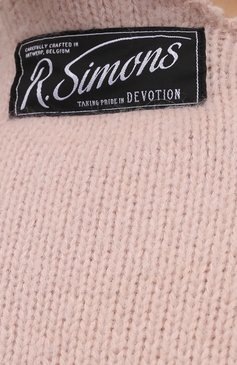 CAREFULLY CRAFTED IN
ANTWERP, BELGIUM
R. Simons
TAKING PRIDE IN DEVOTION